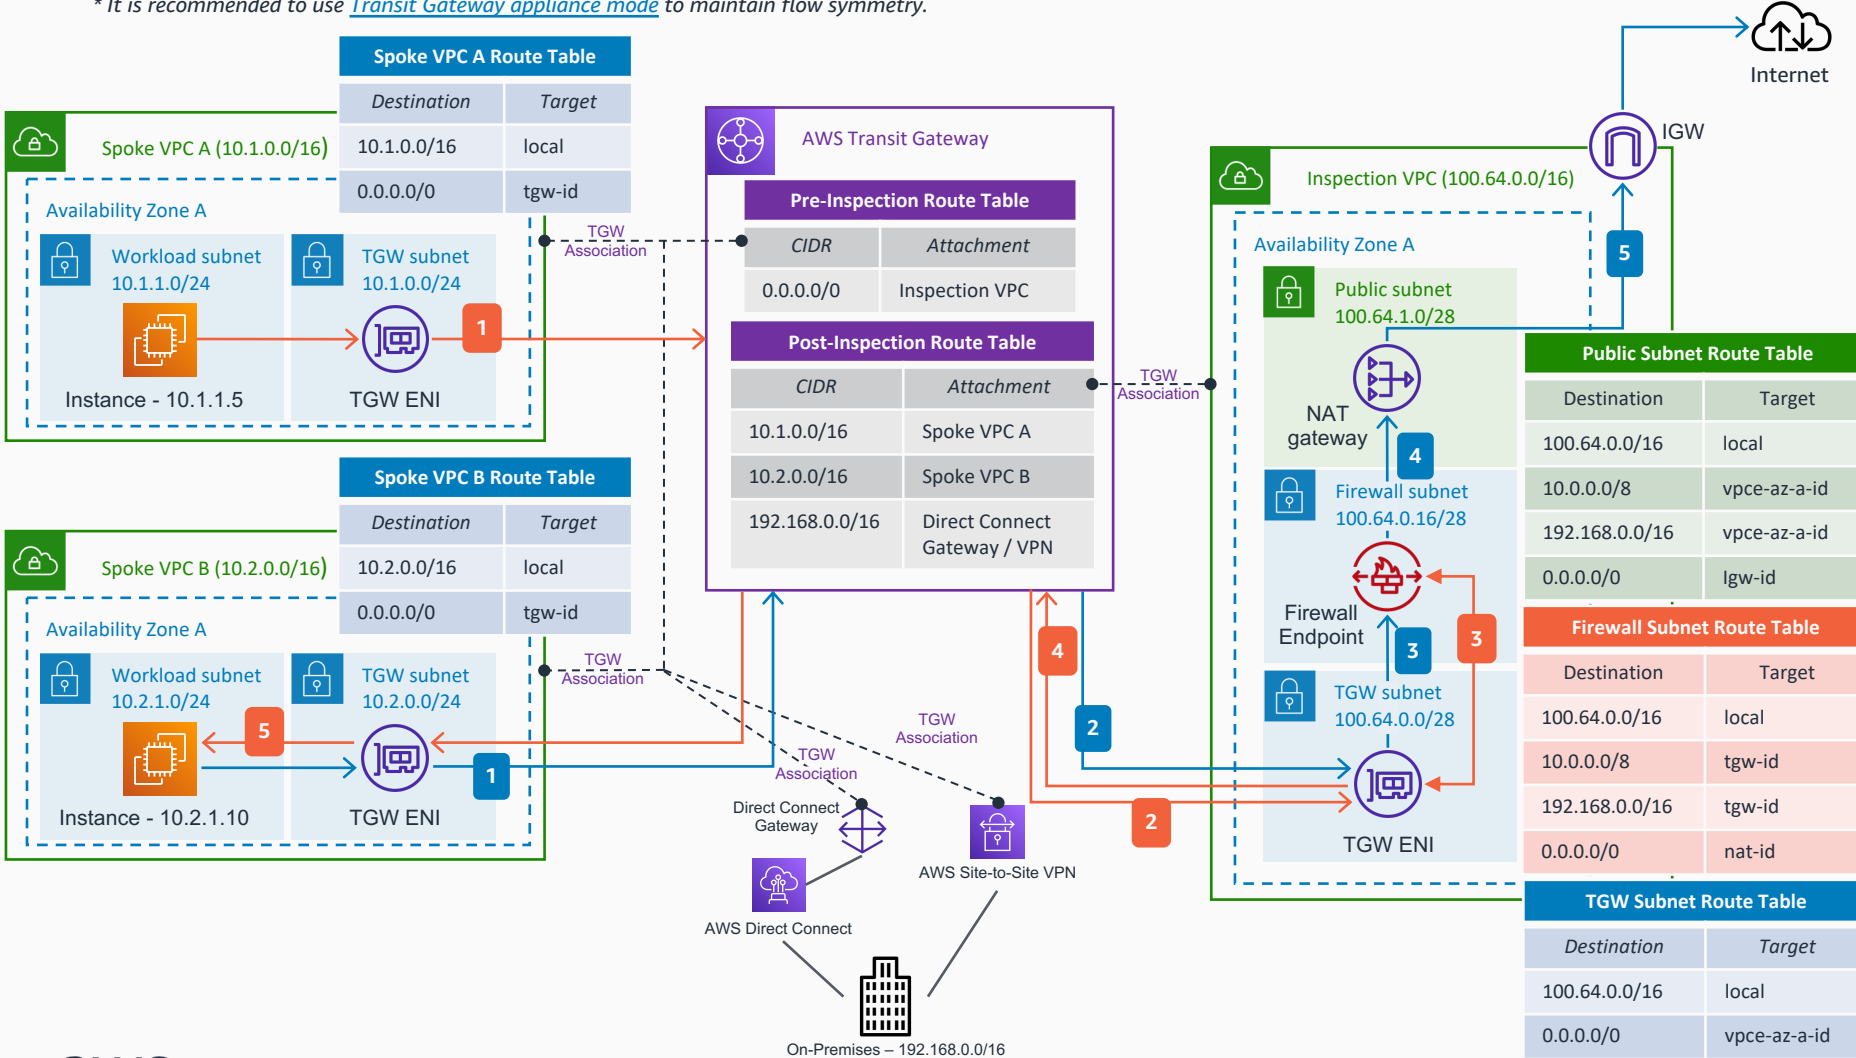 * It is recommended to use Transit Gateway appliance mode to maintain flow symmetry.
Internet
IGW
Spoke VPC A Route Table
Destination Target
10.1.0.0/16 local
0.0.0.0/0 tgw-id
Spoke VPC A (10.1.0.0/16)
Availability Zone A
Workload subnet
10.1.1.0/24
TGW subnet
10.1.0.0/24
1
Instance - 10.1.1.5
TGW ENI
TGW
Association
Spoke VPC B Route Table
Destination Target
10.2.0.0/16 local
0.0.0.0/0 tgw-id
Spoke VPC B (10.2.0.0/16)
Availability Zone A
Workload subnet
10.2.1.0/24
TGW subnet
10.2.0.0/24
5
1
Instance - 10.2.1.10
TGW ENI
TGW
Association
AWS Transit Gateway
Pre-Inspection Route Table
CIDR Attachment
0.0.0.0/0 Inspection VPC
Post-Inspection Route Table
CIDR Attachment
10.1.0.0/16 Spoke VPC A
10.2.0.0/16 Spoke VPC B
192.168.0.0/16 Direct Connect
Gateway / VPN
TGW
Association
4
2
2
TGW
Association
TGW
Association
Direct Connect
Gateway
AWS Site-to-Site VPN
AWS Direct Connect
On-Premises – 192.168.0.0/16
Inspection VPC (100.64.0.0/16)
Availability Zone A
5
Public subnet
100.64.1.0/28
NAT
gateway
4
Firewall subnet
100.64.0.16/28
Firewall
Endpoint
3
3
TGW subnet
100.64.0.0/28
TGW ENI
Public Subnet Route Table
Destination Target
100.64.0.0/16 local
10.0.0.0/8 vpce-az-a-id
192.168.0.0/16 vpce-az-a-id
0.0.0.0/0 Igw-id
Firewall Subnet Route Table
Destination Target
100.64.0.0/16 local
10.0.0.0/8 tgw-id
192.168.0.0/16 tgw-id
0.0.0.0/0 nat-id
TGW Subnet Route Table
Destination Target
100.64.0.0/16 local
0.0.0.0/0 vpce-az-a-id